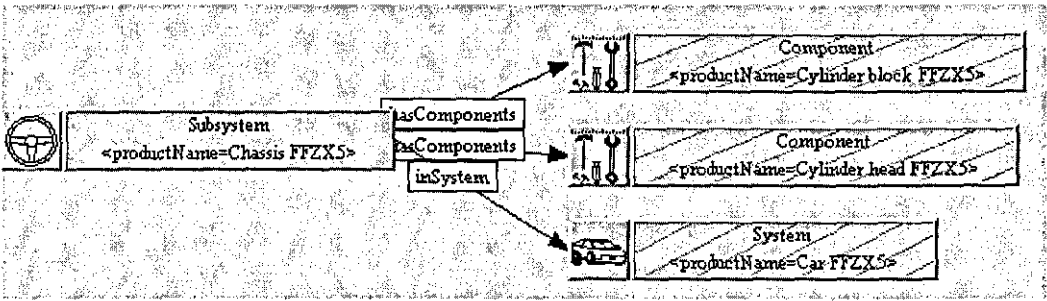 Component
<productName=Cylinder block FFZX5>
hasComponents
Subsystem
<productName=Chassis FFZX5>
hasComponents
Component
<productName=Cylinder head FFZX5>
inSystem
System
<productName=Car FFZX5>